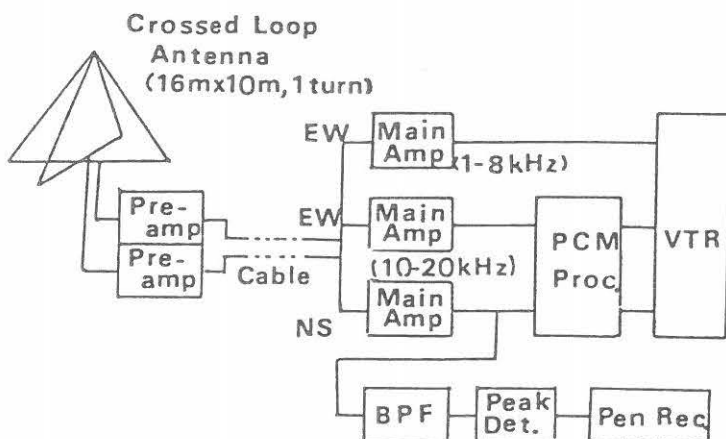 Crossed Loop
Antenna
(16mx10m,1turn)
EW
Main
Amp
(1-8kHz)
Pre-
amp
EW
Main
Amp
PCM
Proc.
VTR
Pre-
amp
Cable
(10-20kHz)
NS
Main
Amp
BPF
Peak
Det.
Pen Rec.